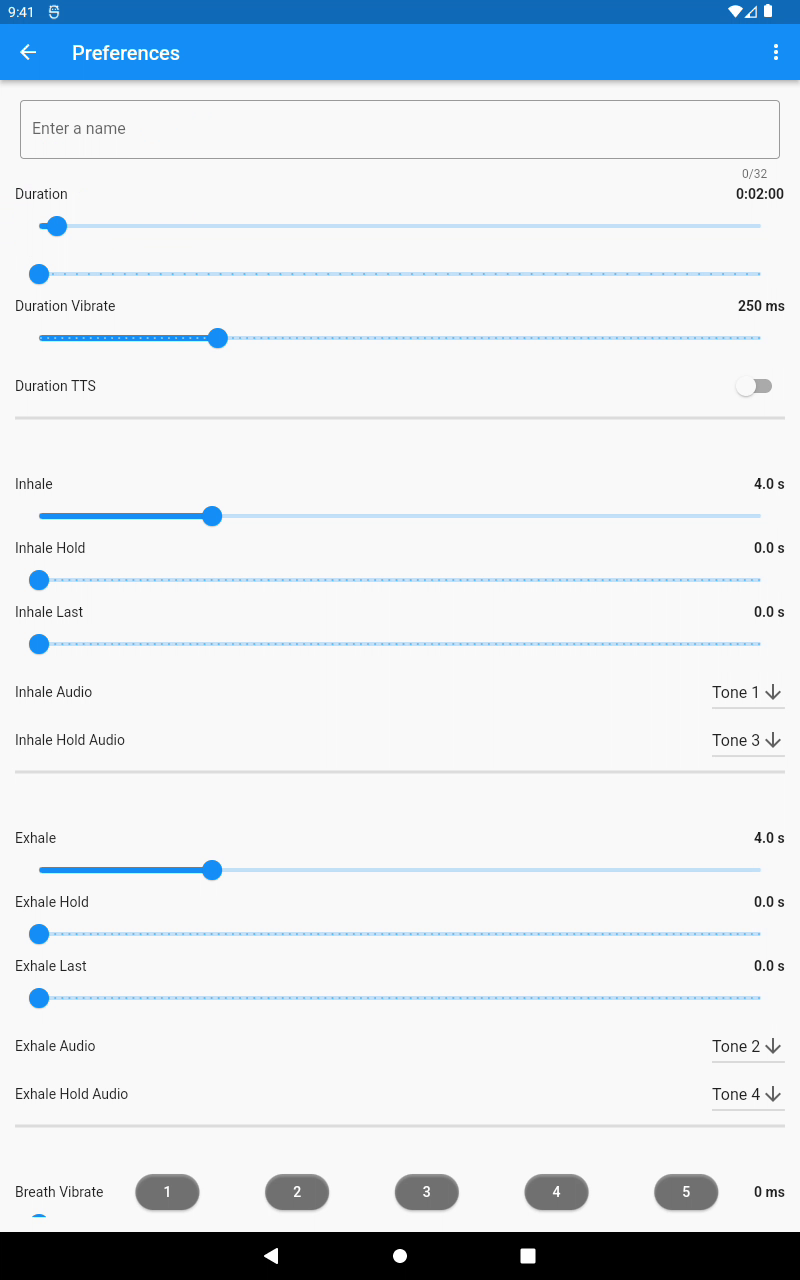 9:41
Preferences
Enter a name
0/32
Duration 0:02:00
Duration Vibrate 250 ms
Duration TTS
Inhale 4.0 s
Inhale Hold 0.0 s
Inhale Last 0.0 s
Inhale Audio Tone 1
Inhale Hold Audio Tone 3
Exhale 4.0 s
Exhale Hold 0.0 s
Exhale Last 0.0 s
Exhale Audio Tone 2
Exhale Hold Audio Tone 4
Breath Vibrate 1 2 3 4 5 0 ms